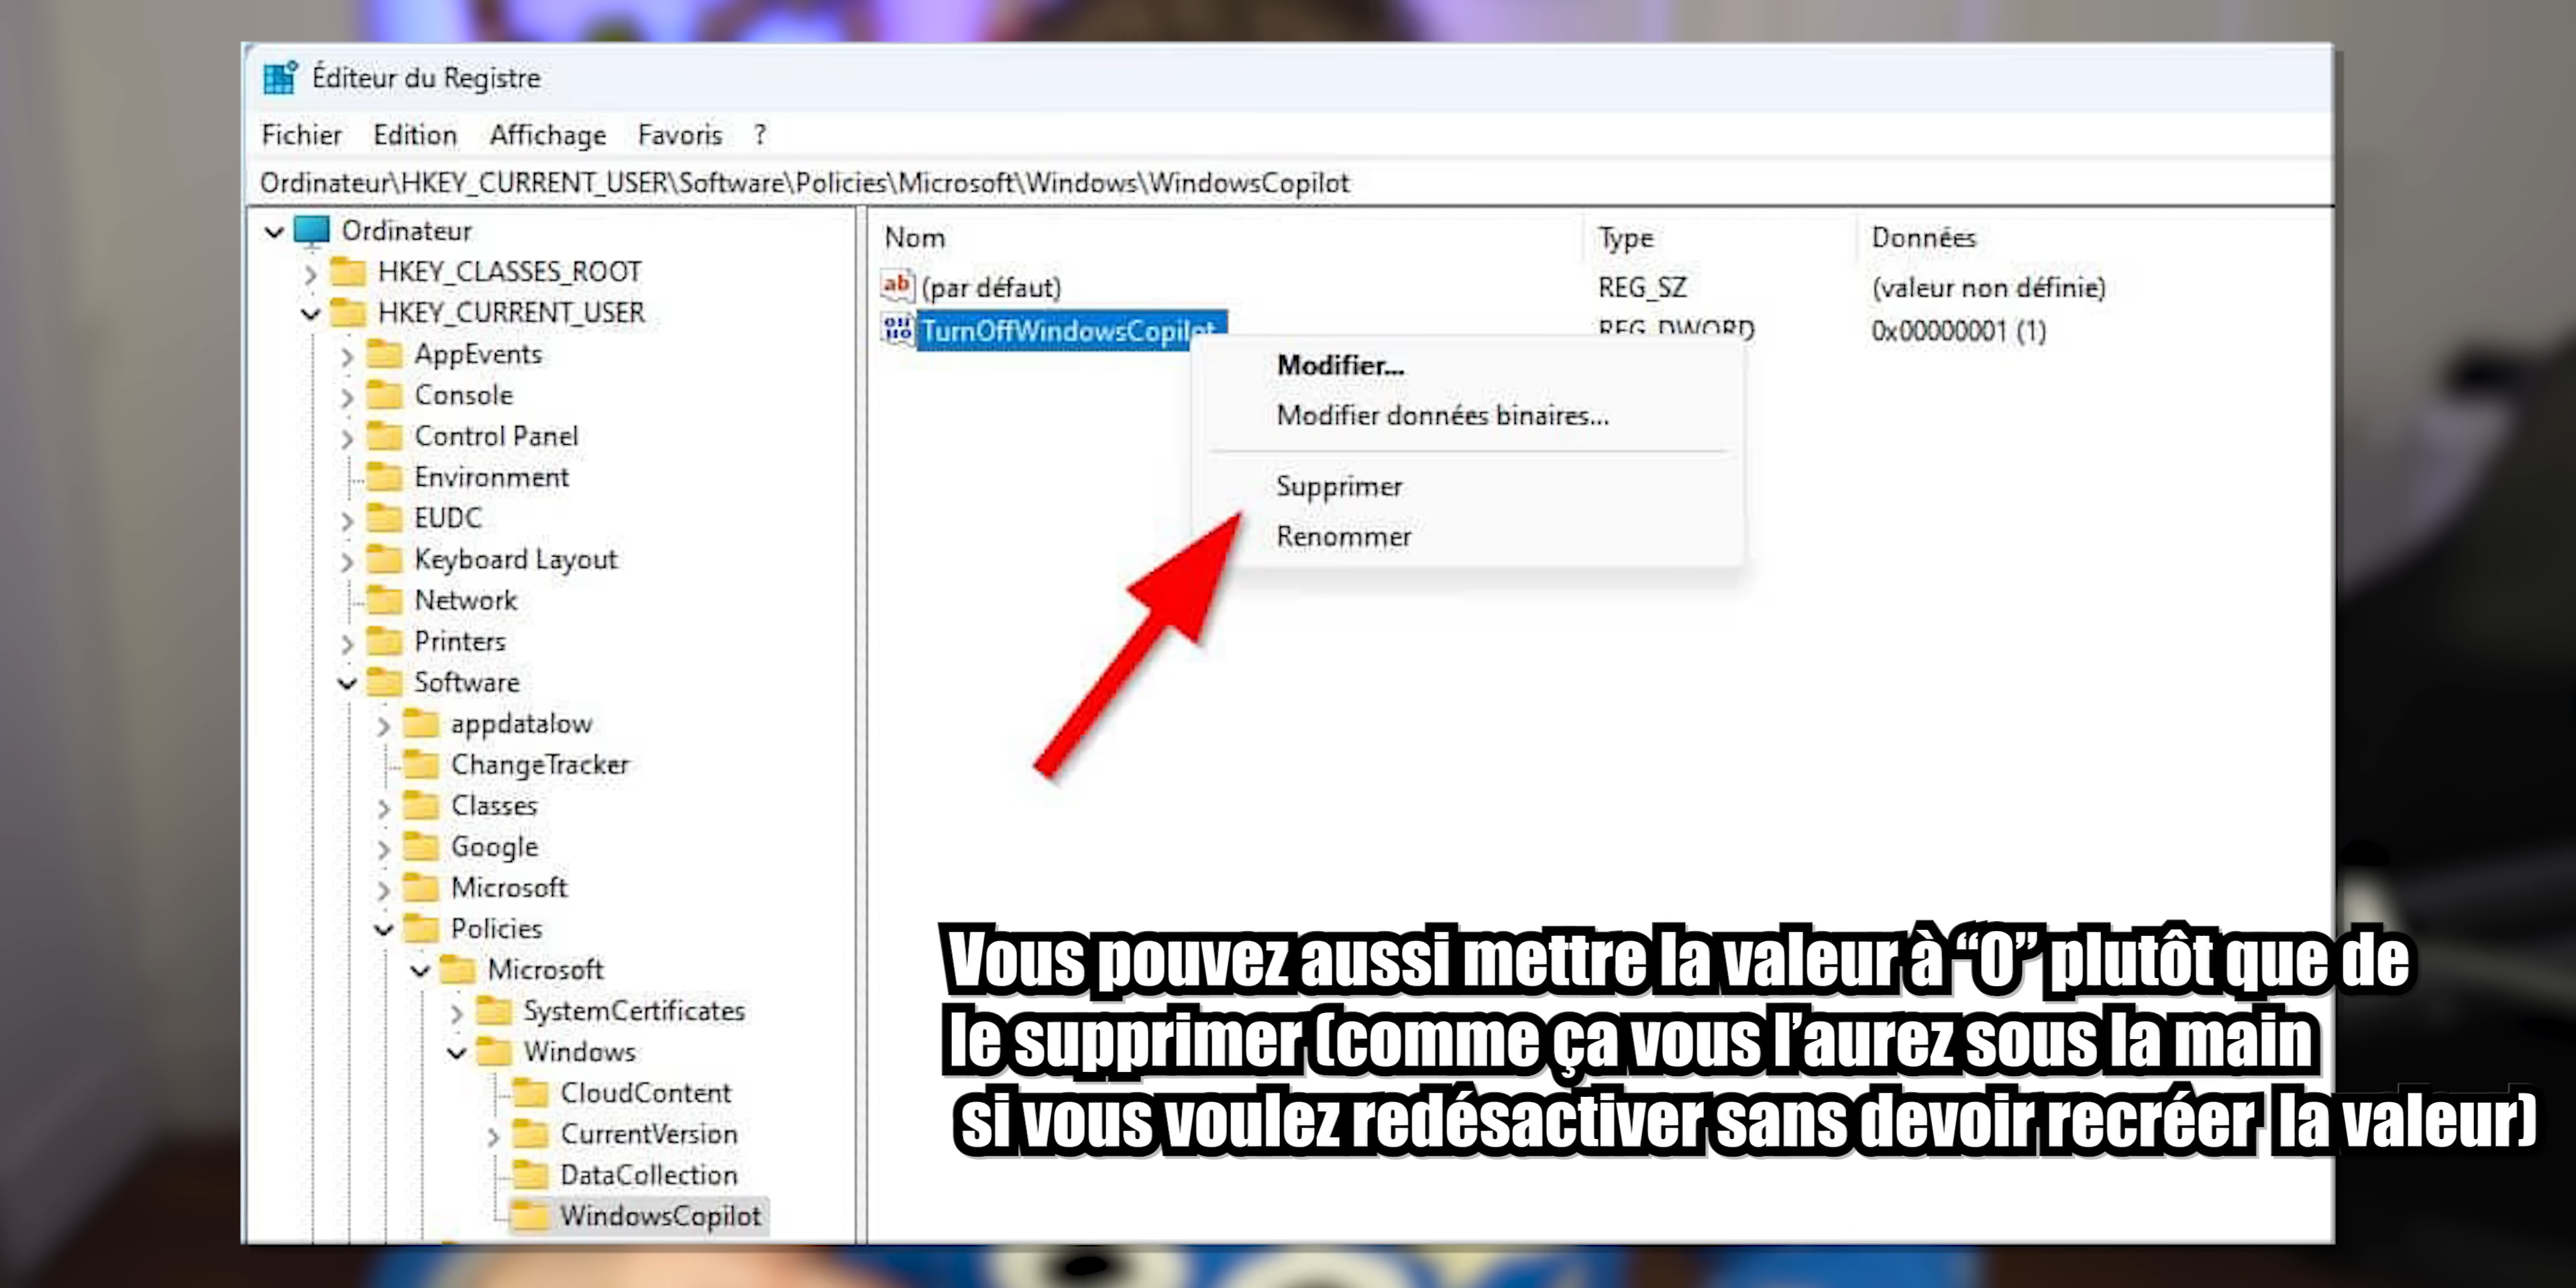 Éditeur du Registre
Fichier Edition Affichage Favoris ?
Ordinateur\HKEY_CURRENT_USER\Software\Policies\Microsoft\Windows\WindowsCopilot
Ordinateur
HKEY_CLASSES_ROOT
HKEY_CURRENT_USER
AppEvents
Console
Control Panel
Environment
EUDC
Keyboard Layout
Network
Printers
Software
appdatalow
ChangeTracker
Classes
Google
Microsoft
Policies
Microsoft
SystemCertificates
Windows
CloudContent
CurrentVersion
DataCollection
WindowsCopilot
Nom Type Données
ab (par défaut) REG_SZ (valeur non définie)
TurnOffWindowsCopilot REG_DWORD 0x00000001 (1)
Modifier...
Modifier données binaires...
Supprimer
Renommer
Vous pouvez aussi mettre la valeur à “0” plutôt que de
le supprimer (comme ça vous l’aurez sous la main
si vous voulez redésactiver sans devoir recréer la valeur)